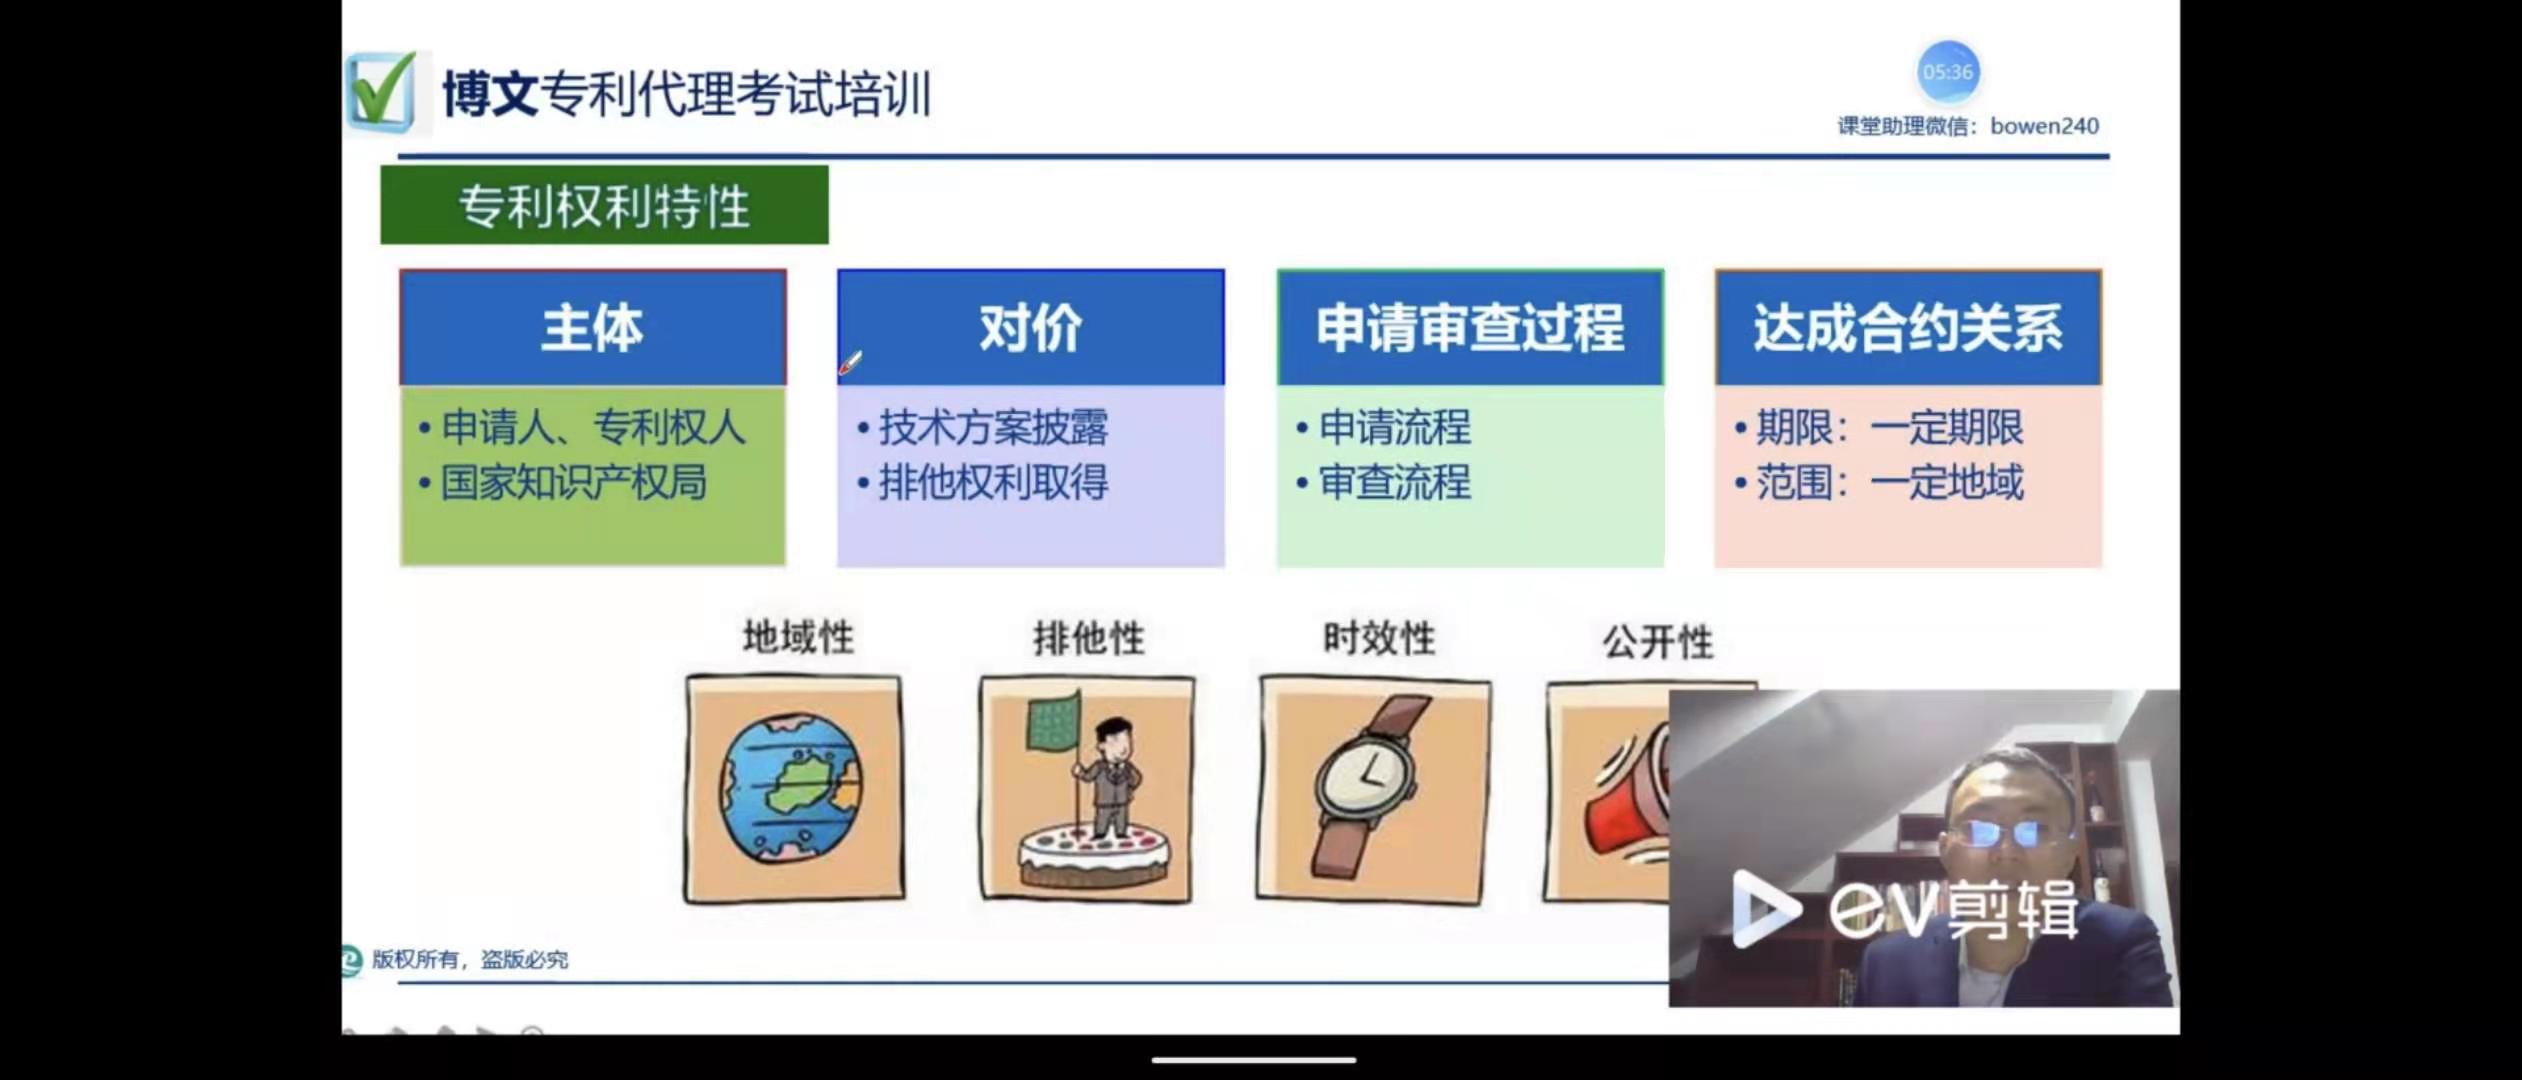 博文专利代理考试培训
05:36
课堂助理微信：bowen240
专利权利特性
主体
• 申请人、专利权人
• 国家知识产权局
对价
• 技术方案披露
• 排他权利取得
申请审查过程
• 申请流程
• 审查流程
达成合约关系
• 期限：一定期限
• 范围：一定地域
地域性
排他性
时效性
公开性
ev剪辑
版权所有，盗版必究